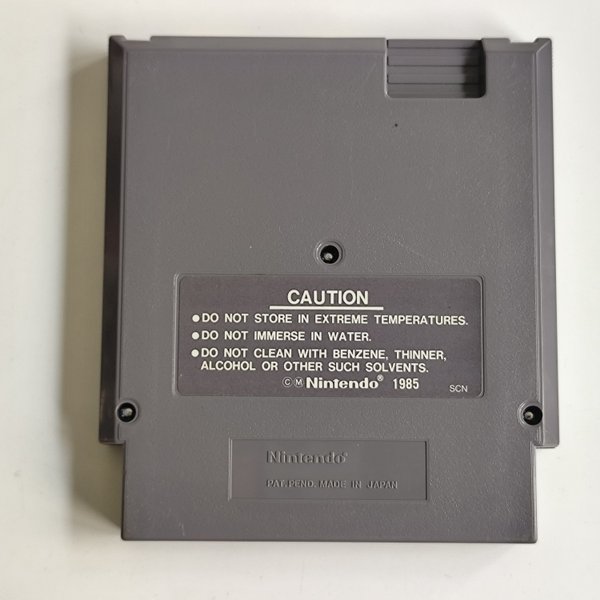 CAUTION
●DO NOT STORE IN EXTREME TEMPERATURES.
●DO NOT IMMERSE IN WATER.
●DO NOT CLEAN WITH BENZENE, THINNER,
ALCOHOL OR OTHER SUCH SOLVENTS.
ⒸⓂ Nintendo® 1985 SCN
Nintendo®
PAT. PEND. MADE IN JAPAN